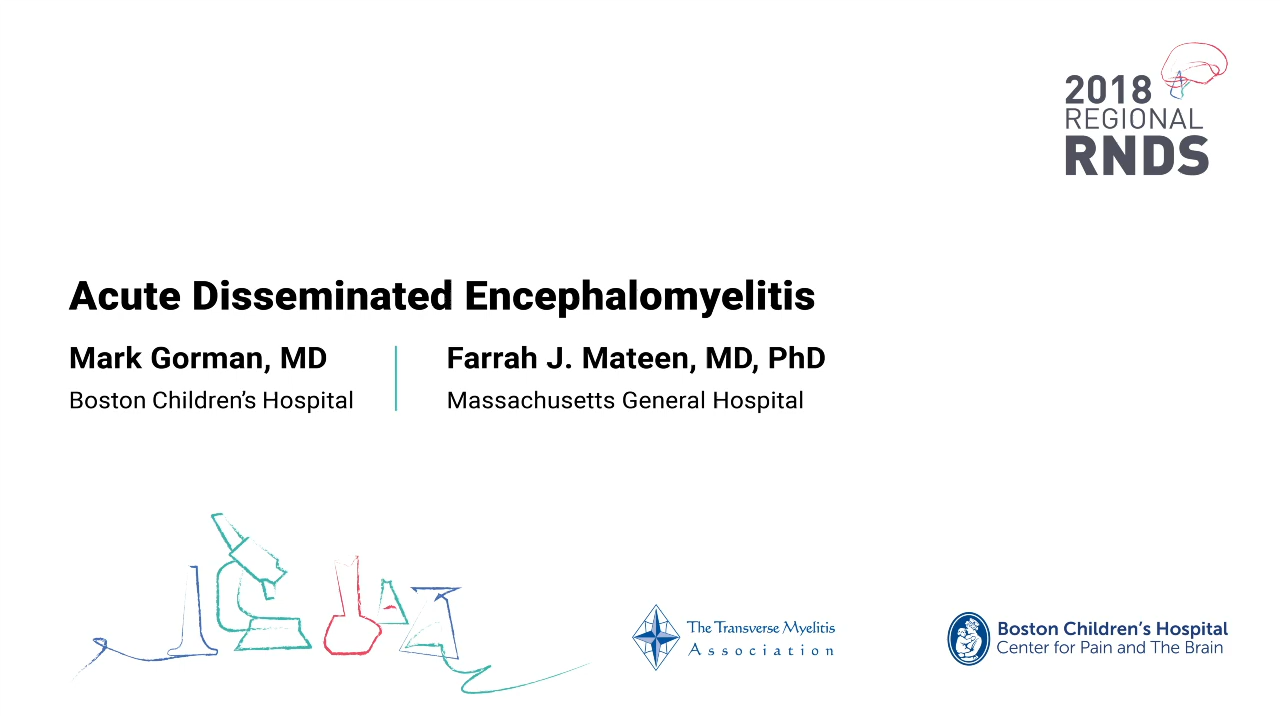 2018
REGIONAL
RNDS
Acute Disseminated Encephalomyelitis
Mark Gorman, MD
Boston Children’s Hospital
Farrah J. Mateen, MD, PhD
Massachusetts General Hospital
The Transverse Myelitis
Association
Boston Children’s Hospital
Center for Pain and The Brain